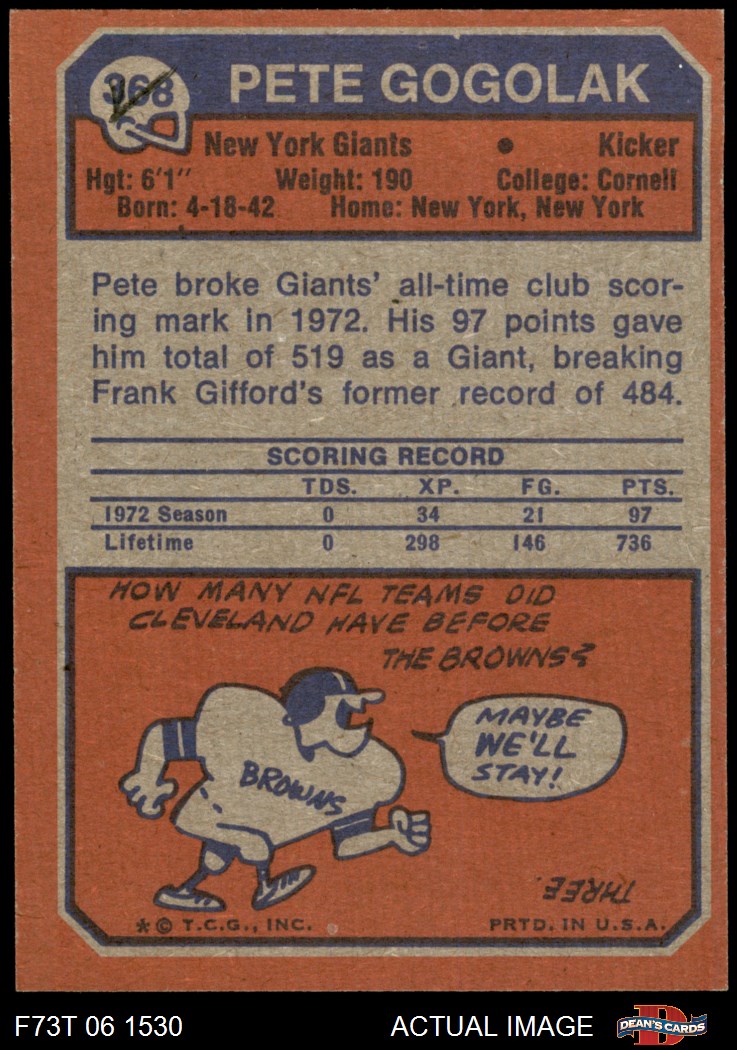 368
PETE GOGOLAK
New York Giants • Kicker
Hgt: 6'1" Weight: 190 College: Cornell
Born: 4-18-42 Home: New York, New York
Pete broke Giants' all-time club scor-
ing mark in 1972. His 97 points gave
him total of 519 as a Giant, breaking
Frank Gifford's former record of 484.
SCORING RECORD
TDS. XP. FG. PTS.
1972 Season 0 34 21 97
Lifetime 0 298 146 736
HOW MANY NFL TEAMS DID
CLEVELAND HAVE BEFORE
THE BROWNS?
MAYBE
WE'LL
STAY!
BROWNS
THREE.
* © T.C.G., INC. PRTD. IN U.S.A.
F73T 06 1530 ACTUAL IMAGE
D
DEAN'S CARDS